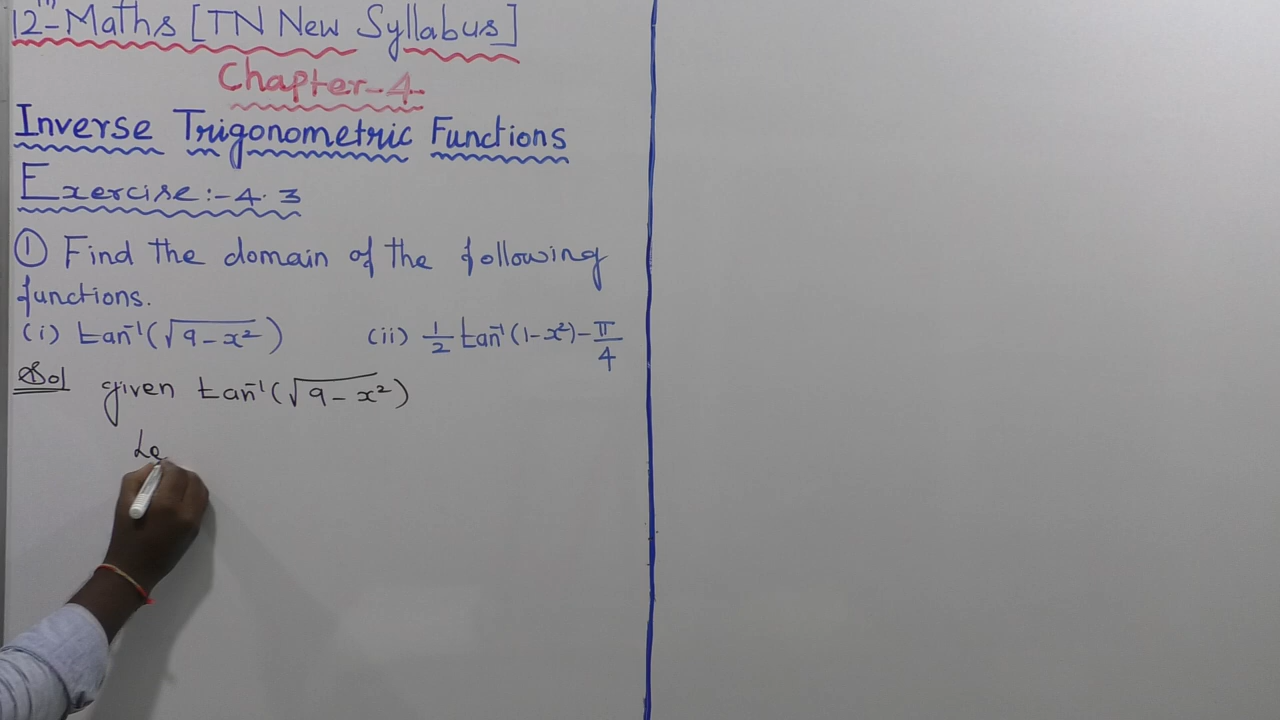 12th Maths [TN New Syllabus]
Chapter-4
Inverse Trigonometric Functions
Exercise:-4.3
① Find the domain of the following
functions.
(i) tan⁻¹(√9-x²) (ii) 1/2 tan⁻¹(1-x²)-π/4
Sol given tan⁻¹(√9-x²)
Le